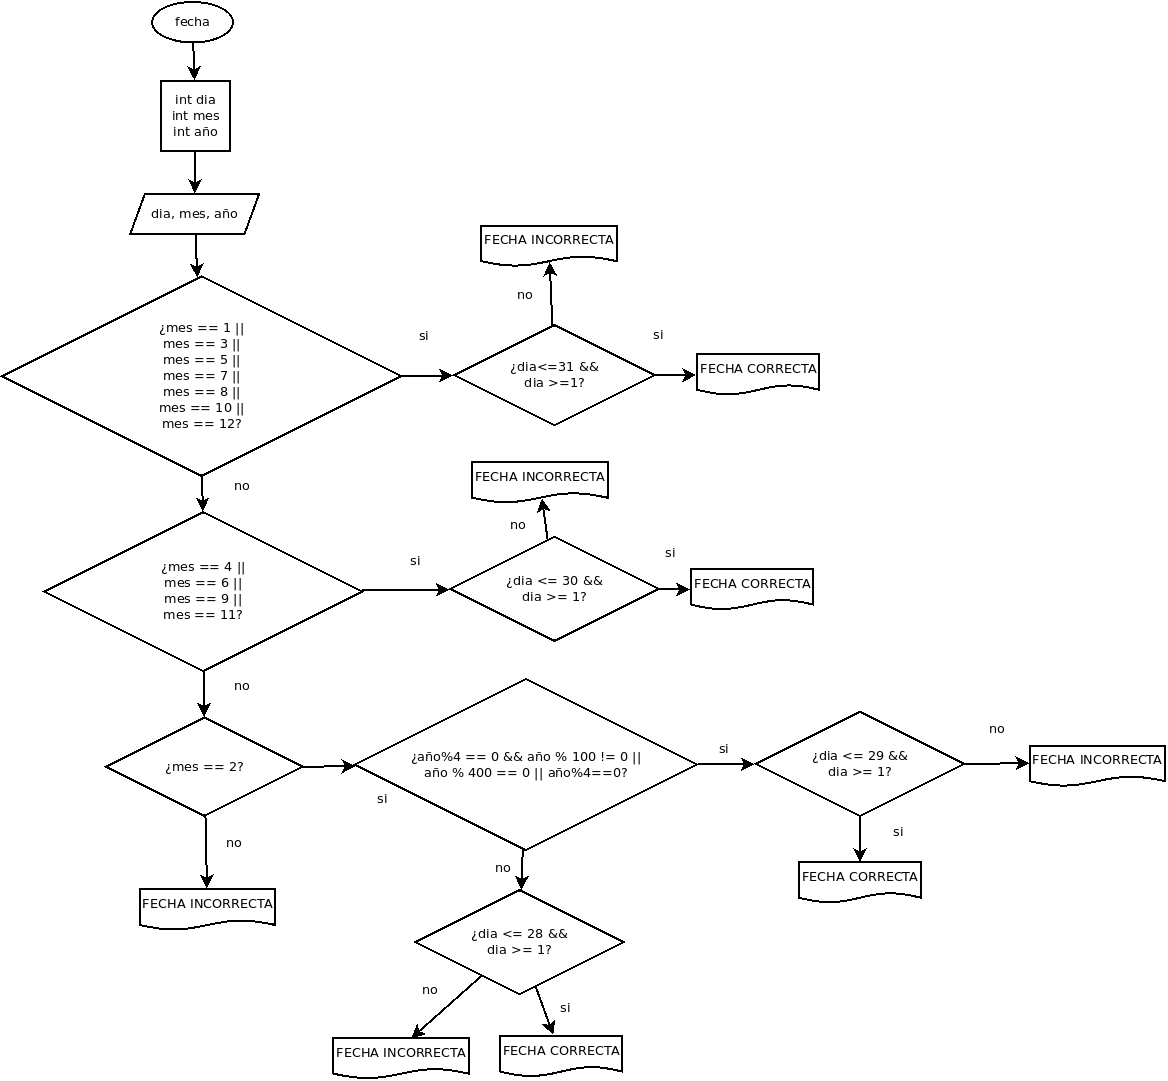 fecha
int dia
int mes
int año
dia, mes, año
¿mes == 1 ||
mes == 3 ||
mes == 5 ||
mes == 7 ||
mes == 8 ||
mes == 10 ||
mes == 12?
si
¿dia<=31 &&
dia >=1?
no
FECHA INCORRECTA
si
FECHA CORRECTA
no
¿mes == 4 ||
mes == 6 ||
mes == 9 ||
mes == 11?
si
¿dia <= 30 &&
dia >= 1?
no
FECHA INCORRECTA
si
FECHA CORRECTA
no
¿mes == 2?
si
¿año%4 == 0 && año % 100 != 0 ||
año % 400 == 0 || año%4==0?
si
¿dia <= 29 &&
dia >= 1?
no
FECHA INCORRECTA
si
FECHA CORRECTA
no
FECHA INCORRECTA
no
¿dia <= 28 &&
dia >= 1?
no
FECHA INCORRECTA
si
FECHA CORRECTA